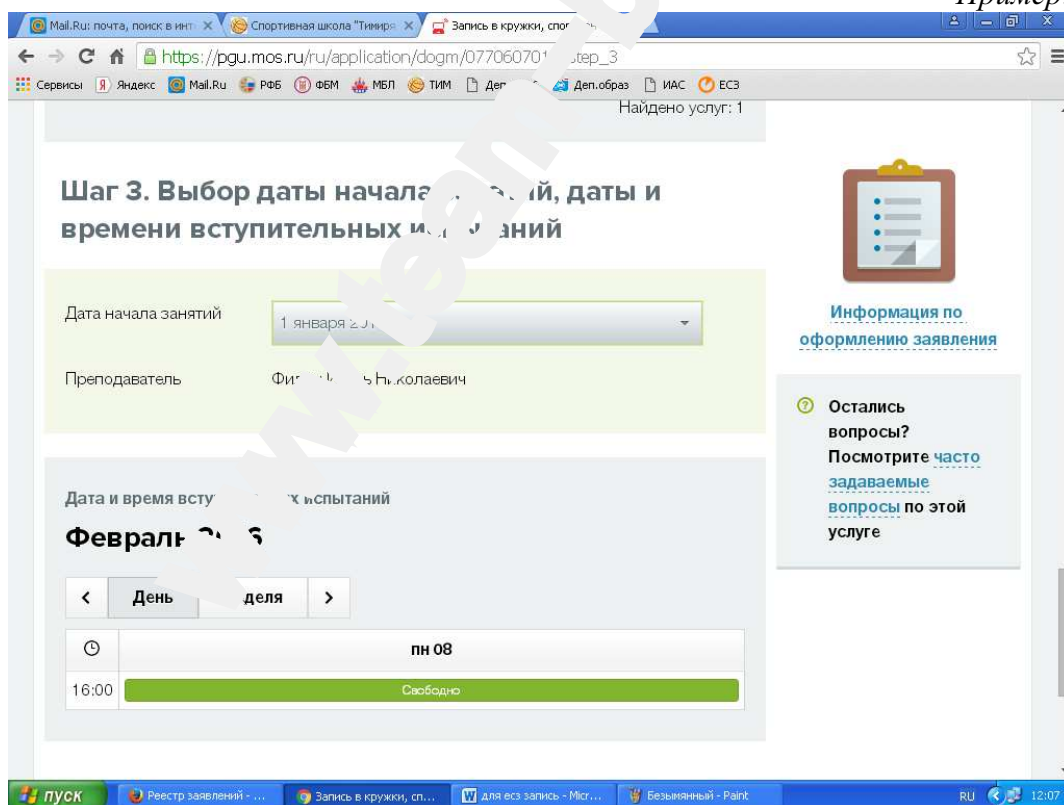 Пример
Mail.Ru: почта, поиск в инт
Спортивная школа "Тимиря
Запись в кружки, спор
https://pgu.mos.ru/ru/application/dogm/077060701 step_3
Сервисы Яндекс Mail.Ru РФБ ФБМ МБЛ ТИМ Деп.образ ИАС ЕСЗ
Найдено услуг: 1
Шаг 3. Выбор даты начала даты и
времени вступительных
Дата начала занятий
1 января
Преподаватель
Николаевич
Дата и время испытаний
Февраль
День
пн 08
16:00 Свободно
Информация по
оформлению заявления
Остались
вопросы?
Посмотрите часто
задаваемые
вопросы по этой
услуге
www.team
пуск Реестр заявлений - ... Запись в кружки, сп... для есз запись - Micr... Безымянный - Paint RU 12:07